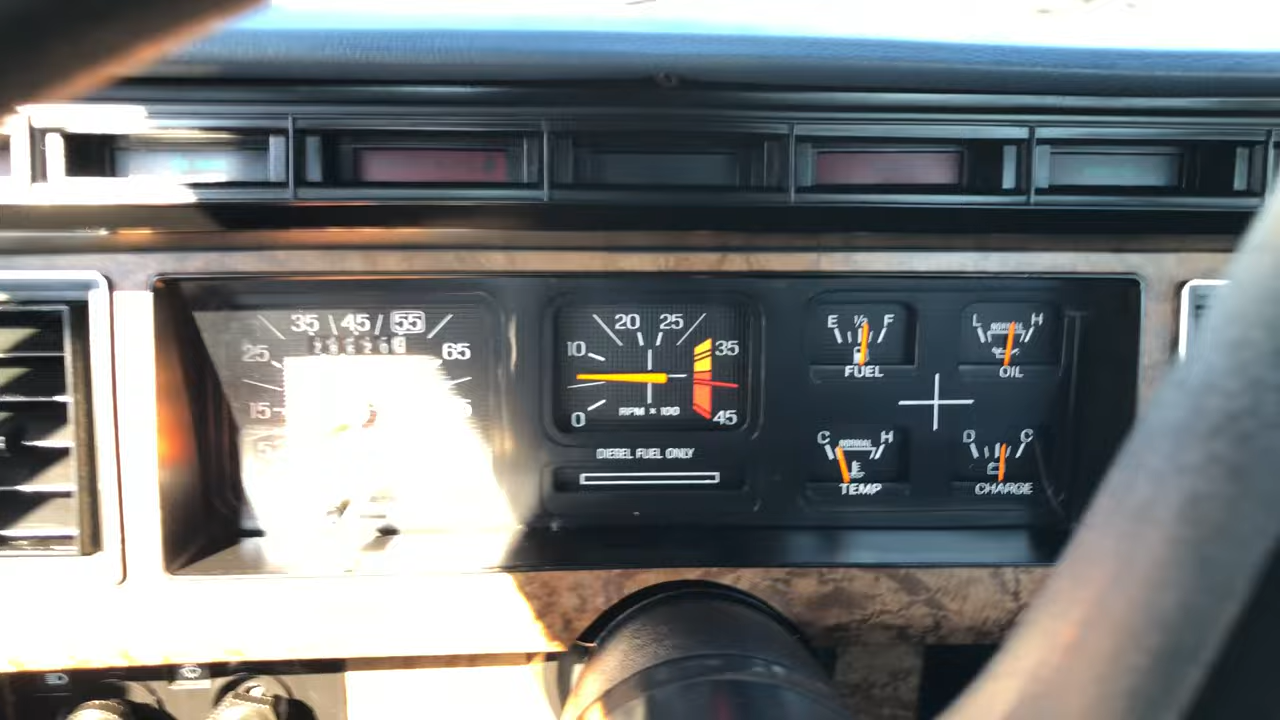 35 45 55
25 65
15
20 25
10 35
RPM × 100
0 45
DIESEL FUEL ONLY
E 1/2 F
FUEL
L NORMAL H
OIL
C NORMAL H
TEMP
D C
CHARGE